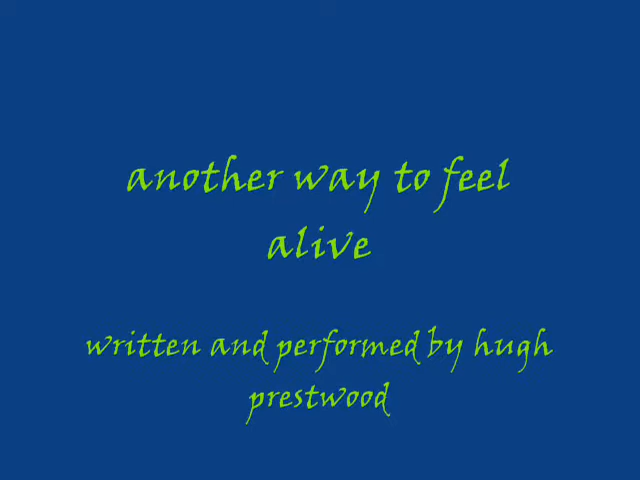 another way to feel
alive
written and performed by hugh
prestwood